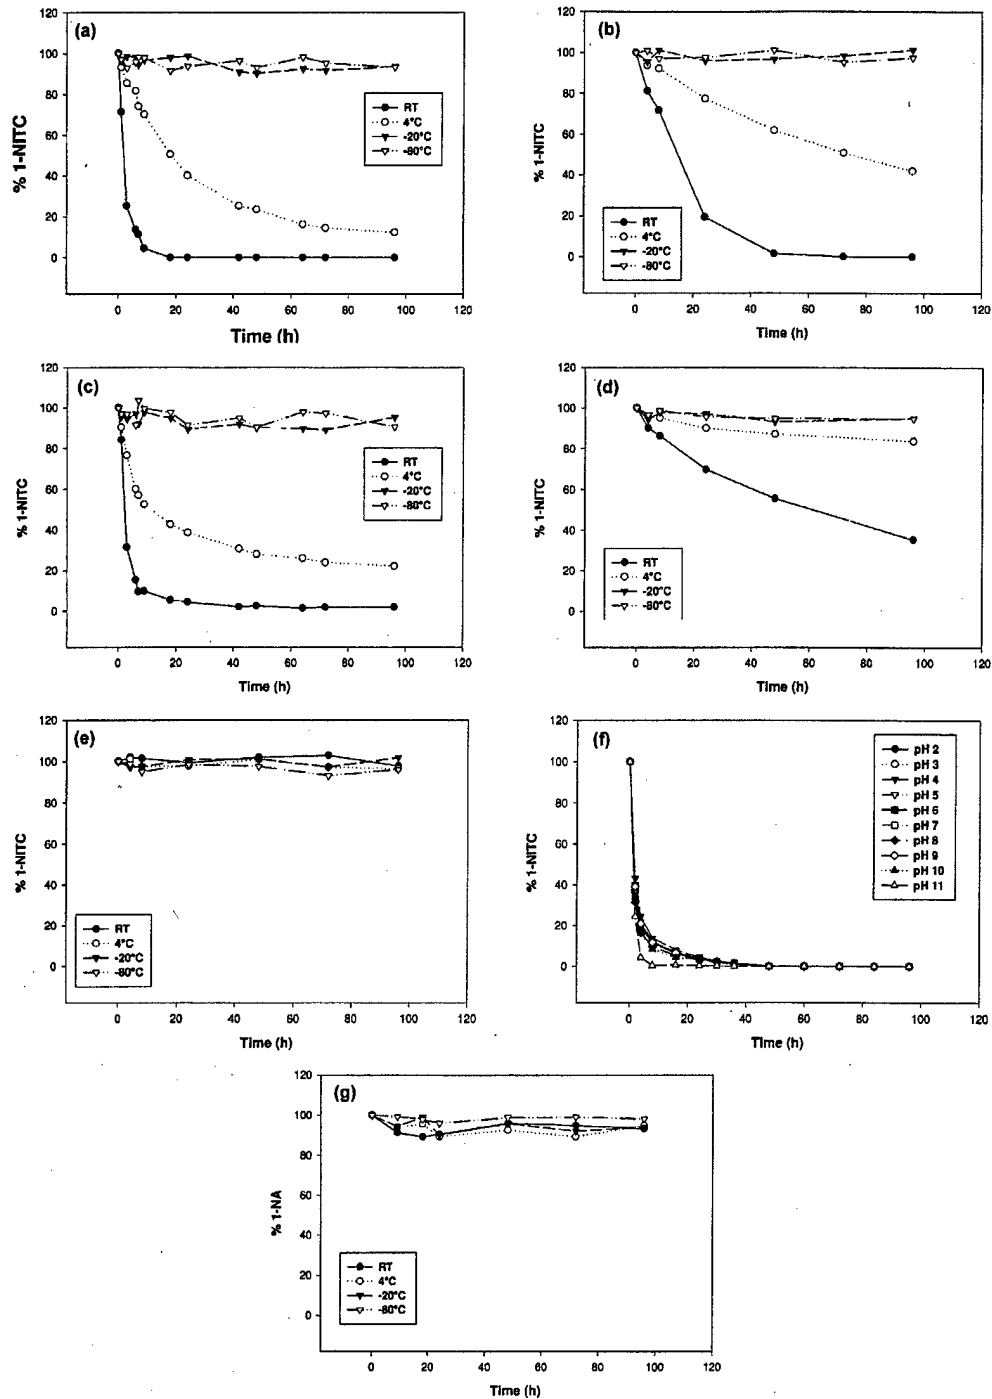 (a)
120
100
80
60
40
20
0
% 1-NITC
RT
4°C
-20°C
-80°C
0 20 40 60 80 100 120
Time (h)
(b)
120
100
80
60
40
20
0
% 1-NITC
RT
4°C
-20°C
-80°C
0 20 40 60 80 100 120
Time (h)
(c)
120
100
80
60
40
20
0
% 1-NITC
RT
4°C
-20°C
-80°C
0 20 40 60 80 100 120
Time (h)
(d)
120
100
80
60
40
20
0
% 1-NITC
RT
4°C
-20°C
-80°C
0 20 40 60 80 100 120
Time (h)
(e)
120
100
80
60
40
20
0
% 1-NITC
RT
4°C
-20°C
-80°C
0 20 40 60 80 100 120
Time (h)
(f)
120
100
80
60
40
20
0
% 1-NITC
pH 2
pH 3
pH 4
pH 5
pH 6
pH 7
pH 8
pH 9
pH 10
pH 11
0 20 40 60 80 100 120
Time (h)
(g)
120
100
80
60
40
20
0
% 1-NA
RT
4°C
-20°C
-80°C
0 20 40 60 80 100 120
Time (h)